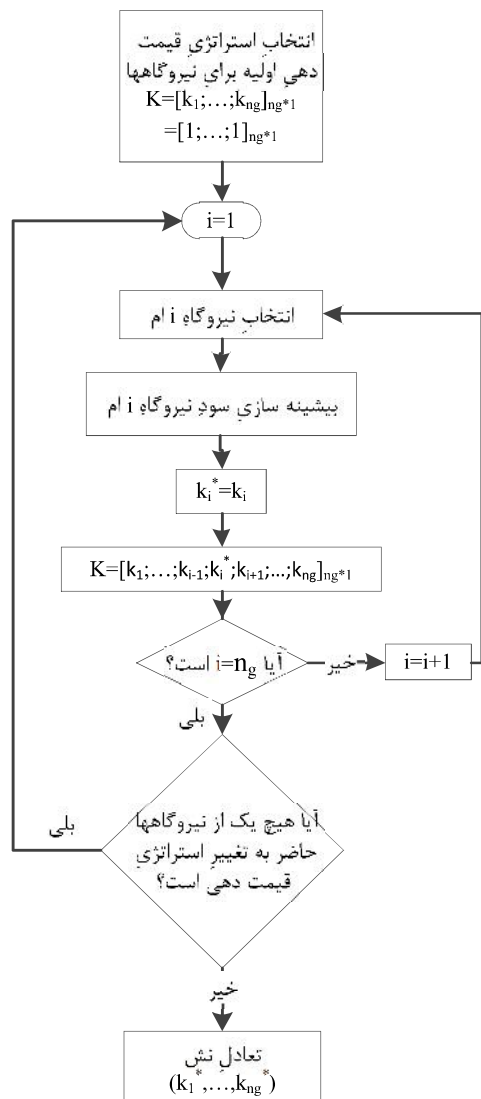 انتخابِ استراتژیِ قیمت
دهیِ اولیه برایِ نیروگاهها
K=[k₁;…;kng]ng*1
=[1;…;1]ng*1
i=1
انتخابِ نیروگاهِ i ام
بیشینه سازیِ سودِ نیروگاهِ i ام
ki*=ki
K=[k₁;…;ki-1;ki*;ki+1;…;kng]ng*1
آیا i=ng است؟
خیر
i=i+1
بلی
آیا هیچ یک از نیروگاهها
حاضر به تغییرِ استراتژیِ
قیمت دهی است؟
بلی
خیر
تعادلِ نش
(k₁*,…,kng*)